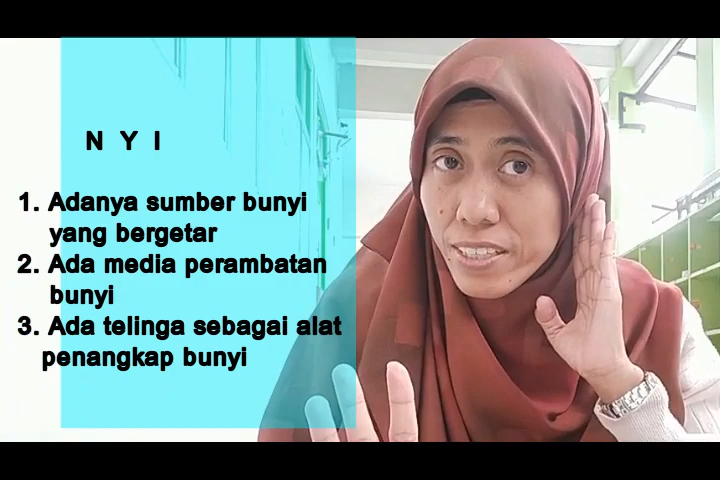 N Y I
1. Adanya sumber bunyi
yang bergetar
2. Ada media perambatan
bunyi
3. Ada telinga sebagai alat
penangkap bunyi